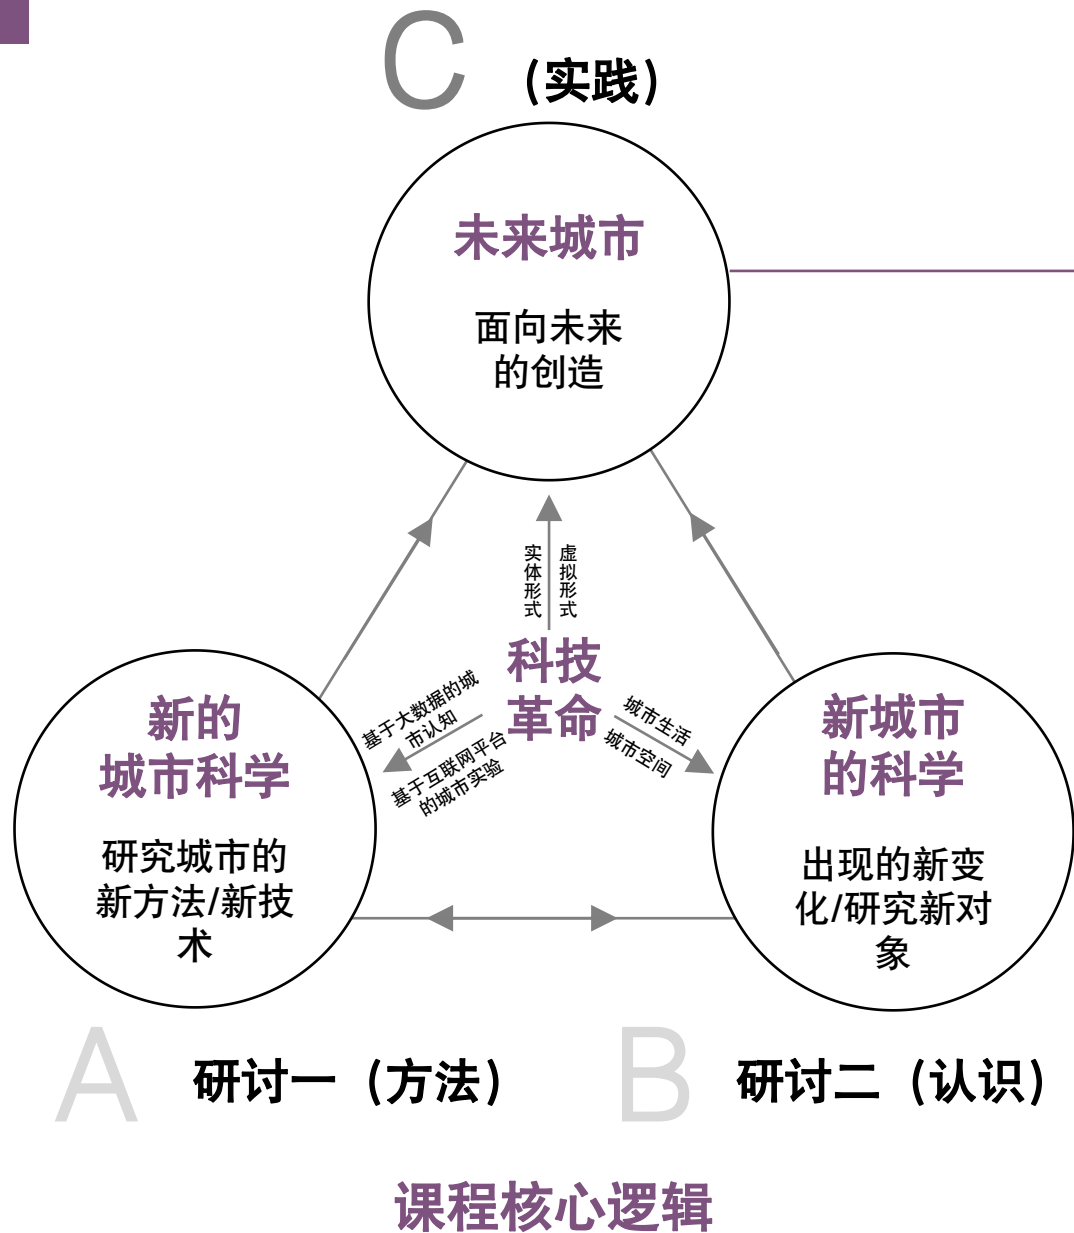 C
（实践）
未来城市
面向未来
的创造
实体形式
虚拟形式
科技
革命
基于大数据的城
市认知
基于互联网平台
的城市实验
城市生活
城市空间
新的
城市科学
研究城市的
新方法/新技
术
新城市
的科学
出现的新变
化/研究新对
象
A
研讨一（方法）
B
研讨二（认识）
课程核心逻辑